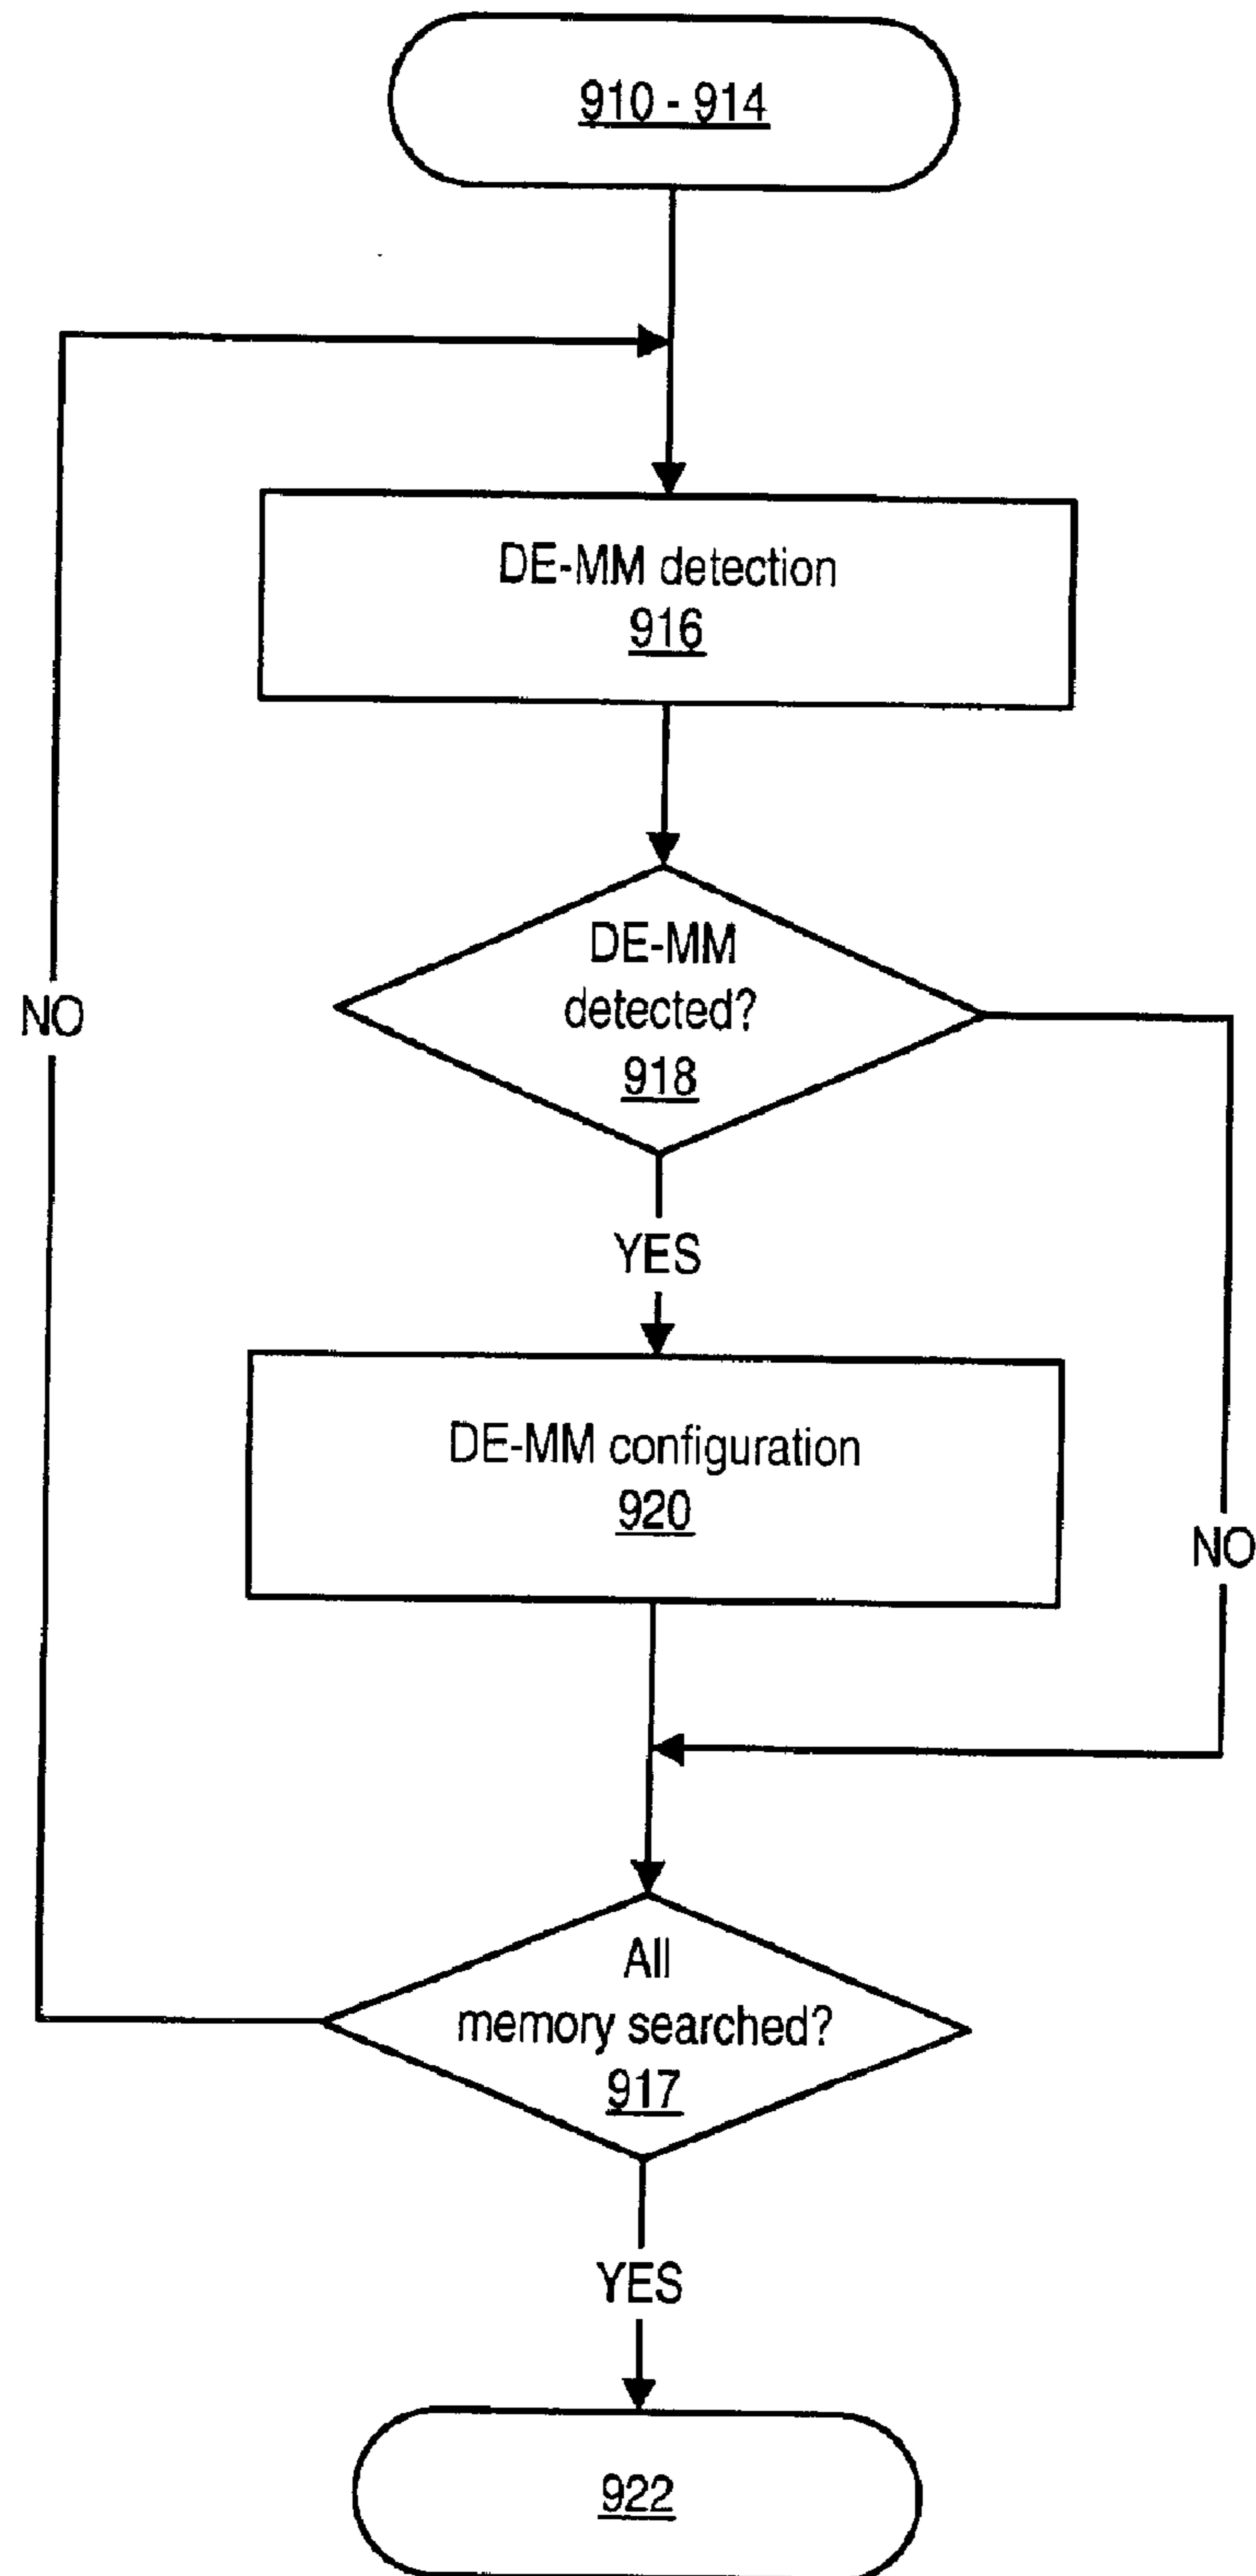 910 - 914
DE-MM detection
916
DE-MM
detected?
918
NO
YES
DE-MM configuration
920
NO
All
memory searched?
917
YES
922